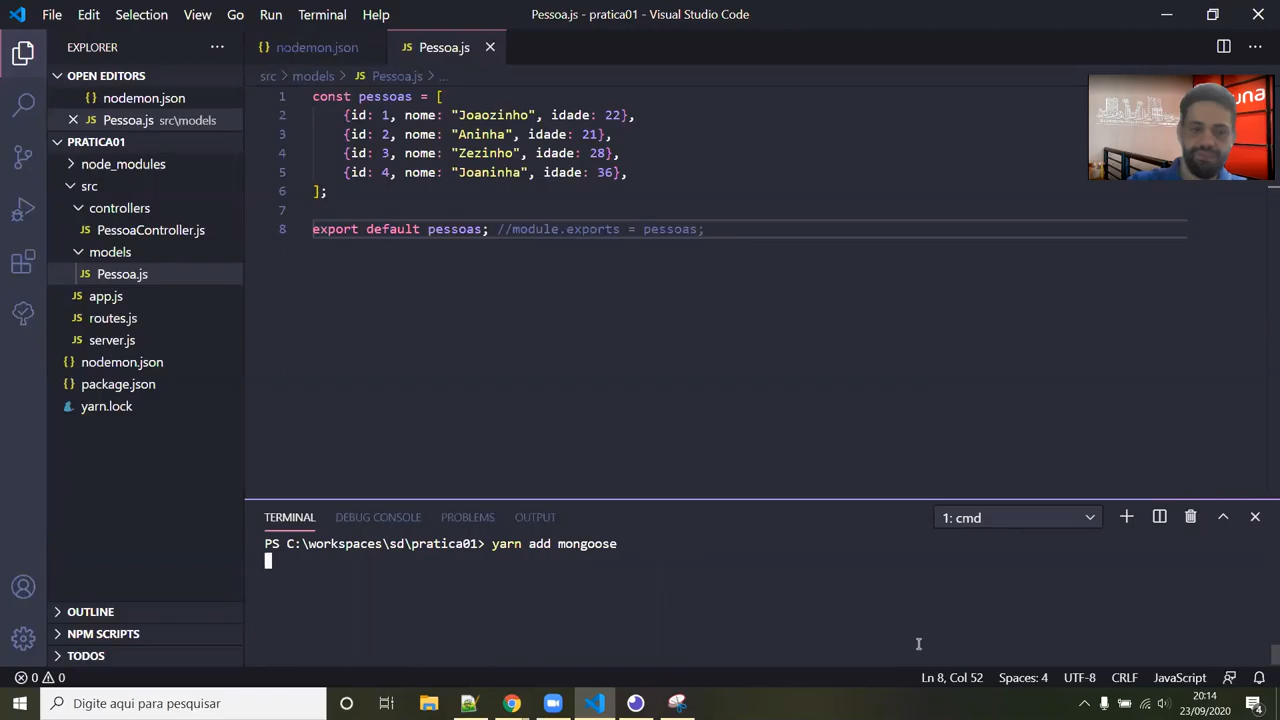 File Edit Selection View Go Run Terminal Help
Pessoa.js - pratica01 - Visual Studio Code
EXPLORER
OPEN EDITORS
{} nodemon.json
JS Pessoa.js src\models
PRATICA01
node_modules
src
controllers
JS PessoaController.js
models
JS Pessoa.js
JS app.js
JS routes.js
JS server.js
{} nodemon.json
{} package.json
yarn.lock
OUTLINE
NPM SCRIPTS
TODOS
{} nodemon.json
JS Pessoa.js
src > models > JS Pessoa.js > ...
1 const pessoas = [
2 {id: 1, nome: "Joaozinho", idade: 22},
3 {id: 2, nome: "Aninha", idade: 21},
4 {id: 3, nome: "Zezinho", idade: 28},
5 {id: 4, nome: "Joaninha", idade: 36},
6 ];
7
8 export default pessoas; //module.exports = pessoas;
una
TERMINAL DEBUG CONSOLE PROBLEMS OUTPUT
1: cmd
PS C:\workspaces\sd\pratica01> yarn add mongoose
0 0
Ln 8, Col 52 Spaces: 4 UTF-8 CRLF JavaScript
Digite aqui para pesquisar
20:14
23/09/2020
4